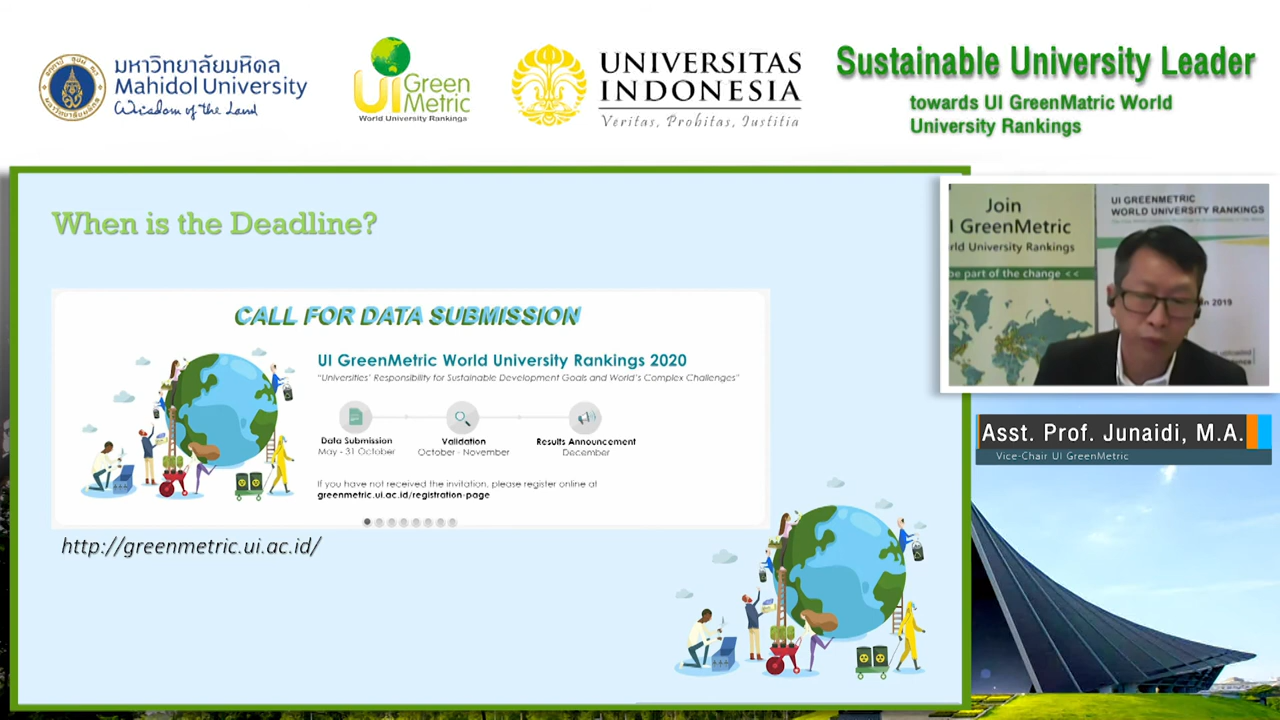 มหาวิทยาลัยมหิดล
Mahidol University
Wisdom of the Land
UI
Green
Metric
World University Rankings
UNIVERSITAS
INDONESIA
Veritas, Probitas, Justitia
Sustainable University Leader
towards UI GreenMatric World
University Rankings
When is the Deadline?
CALL FOR DATA SUBMISSION
UI GreenMetric World University Rankings 2020
“Universities’ Responsibility for Sustainable Development Goals and World’s Complex Challenges”
Data Submission
May - 31 October
Validation
October - November
Results Announcement
December
If you have not received the invitation, please register online at
greenmetric.ui.ac.id/registration-page
http://greenmetric.ui.ac.id/
Join
I GreenMetric
rld University Rankings
be part of the change <<
UI GREENMETRIC
WORLD UNIVERSITY RANKINGS
in 2019
Asst. Prof. Junaidi, M.A.
Vice-Chair UI GreenMetric